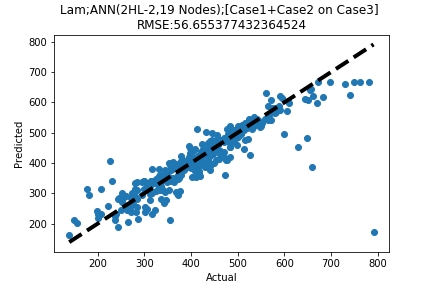 Lam;ANN(2HL-2,19 Nodes);[Case1+Case2 on Case3]
RMSE:56.655377432364524
800
700
600
500
400
300
200
Predicted
200 300 400 500 600 700 800
Actual